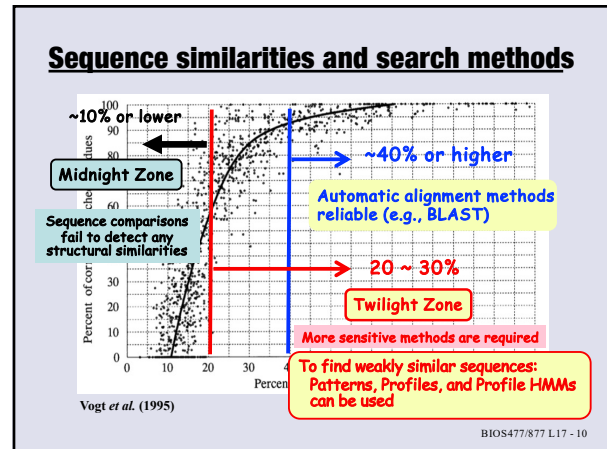 Sequence similarities and search methods
~10% or lower
Midnight Zone
Sequence comparisons
fail to detect any
structural similarities
~40% or higher
Automatic alignment methods
reliable (e.g., BLAST)
20 ~ 30%
Twilight Zone
More sensitive methods are required
To find weakly similar sequences:
Patterns, Profiles, and Profile HMMs
can be used
100
90
80
30
20
10
0
0
10
20
30
Percent of
Vogt et al. (1995)
BIOS477/877 L17 - 10